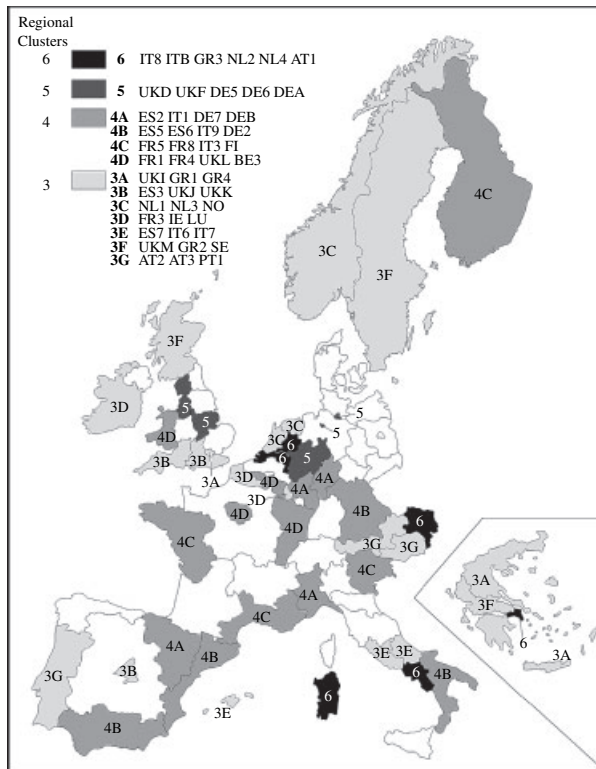 Regional
Clusters
6 6 IT8 ITB GR3 NL2 NL4 AT1
5 5 UKD UKF DE5 DE6 DEA
4 4A ES2 IT1 DE7 DEB
4B ES5 ES6 IT9 DE2
4C FR5 FR8 IT3 FI
4D FR1 FR4 UKL BE3
3 3A UKI GR1 GR4
3B ES3 UKJ UKK
3C NL1 NL3 NO
3D FR3 IE LU
3E ES7 IT6 IT7
3F UKM GR2 SE
3G AT2 AT3 PT1
4C
3C
3F
3F
3D
5
5
5
5
4D
3B
3B
3A
3C
3C
6
6
5
3D
4D
4A
4A
3D
4D
4D
4B
6
3G
3G
4C
4C
4A
4C
3A
3F
6
3A
4A
4B
3B
3G
4B
3E
6
3E
3E
6
4B